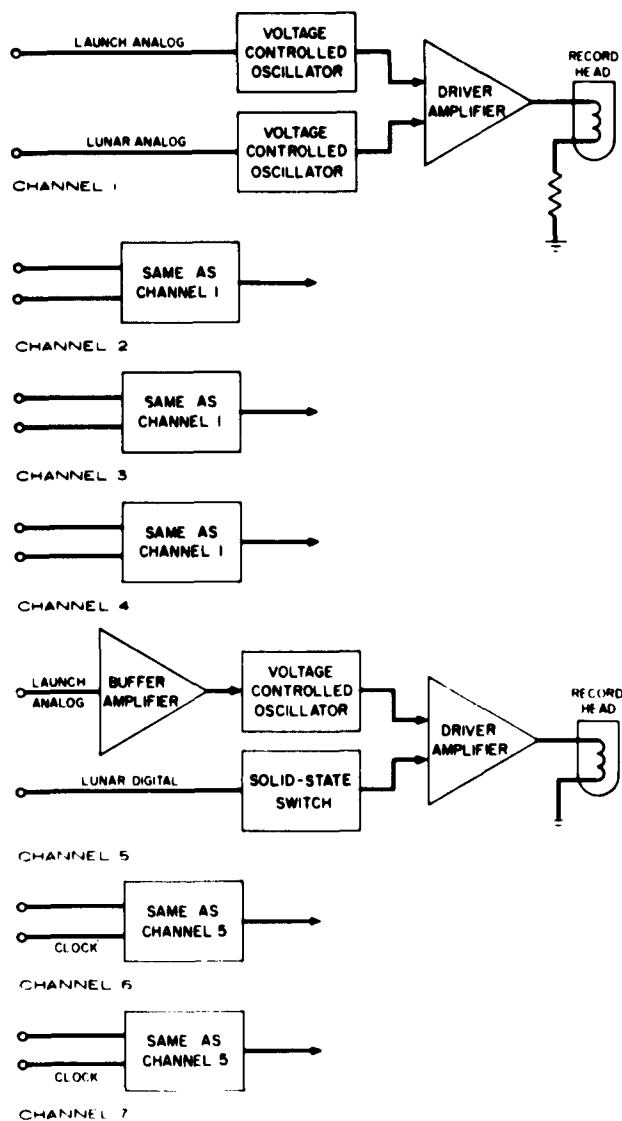 LAUNCH ANALOG
VOLTAGE
CONTROLLED
OSCILLATOR
DRIVER
AMPLIFIER
RECORD
HEAD
LUNAR ANALOG
VOLTAGE
CONTROLLED
OSCILLATOR
CHANNEL 1
SAME AS
CHANNEL 1
CHANNEL 2
SAME AS
CHANNEL 1
CHANNEL 3
SAME AS
CHANNEL 1
CHANNEL 4
LAUNCH
ANALOG
BUFFER
AMPLIFIER
VOLTAGE
CONTROLLED
OSCILLATOR
DRIVER
AMPLIFIER
RECORD
HEAD
LUNAR DIGITAL
SOLID-STATE
SWITCH
CHANNEL 5
SAME AS
CHANNEL 5
CLOCK
CHANNEL 6
SAME AS
CHANNEL 5
CLOCK
CHANNEL 7